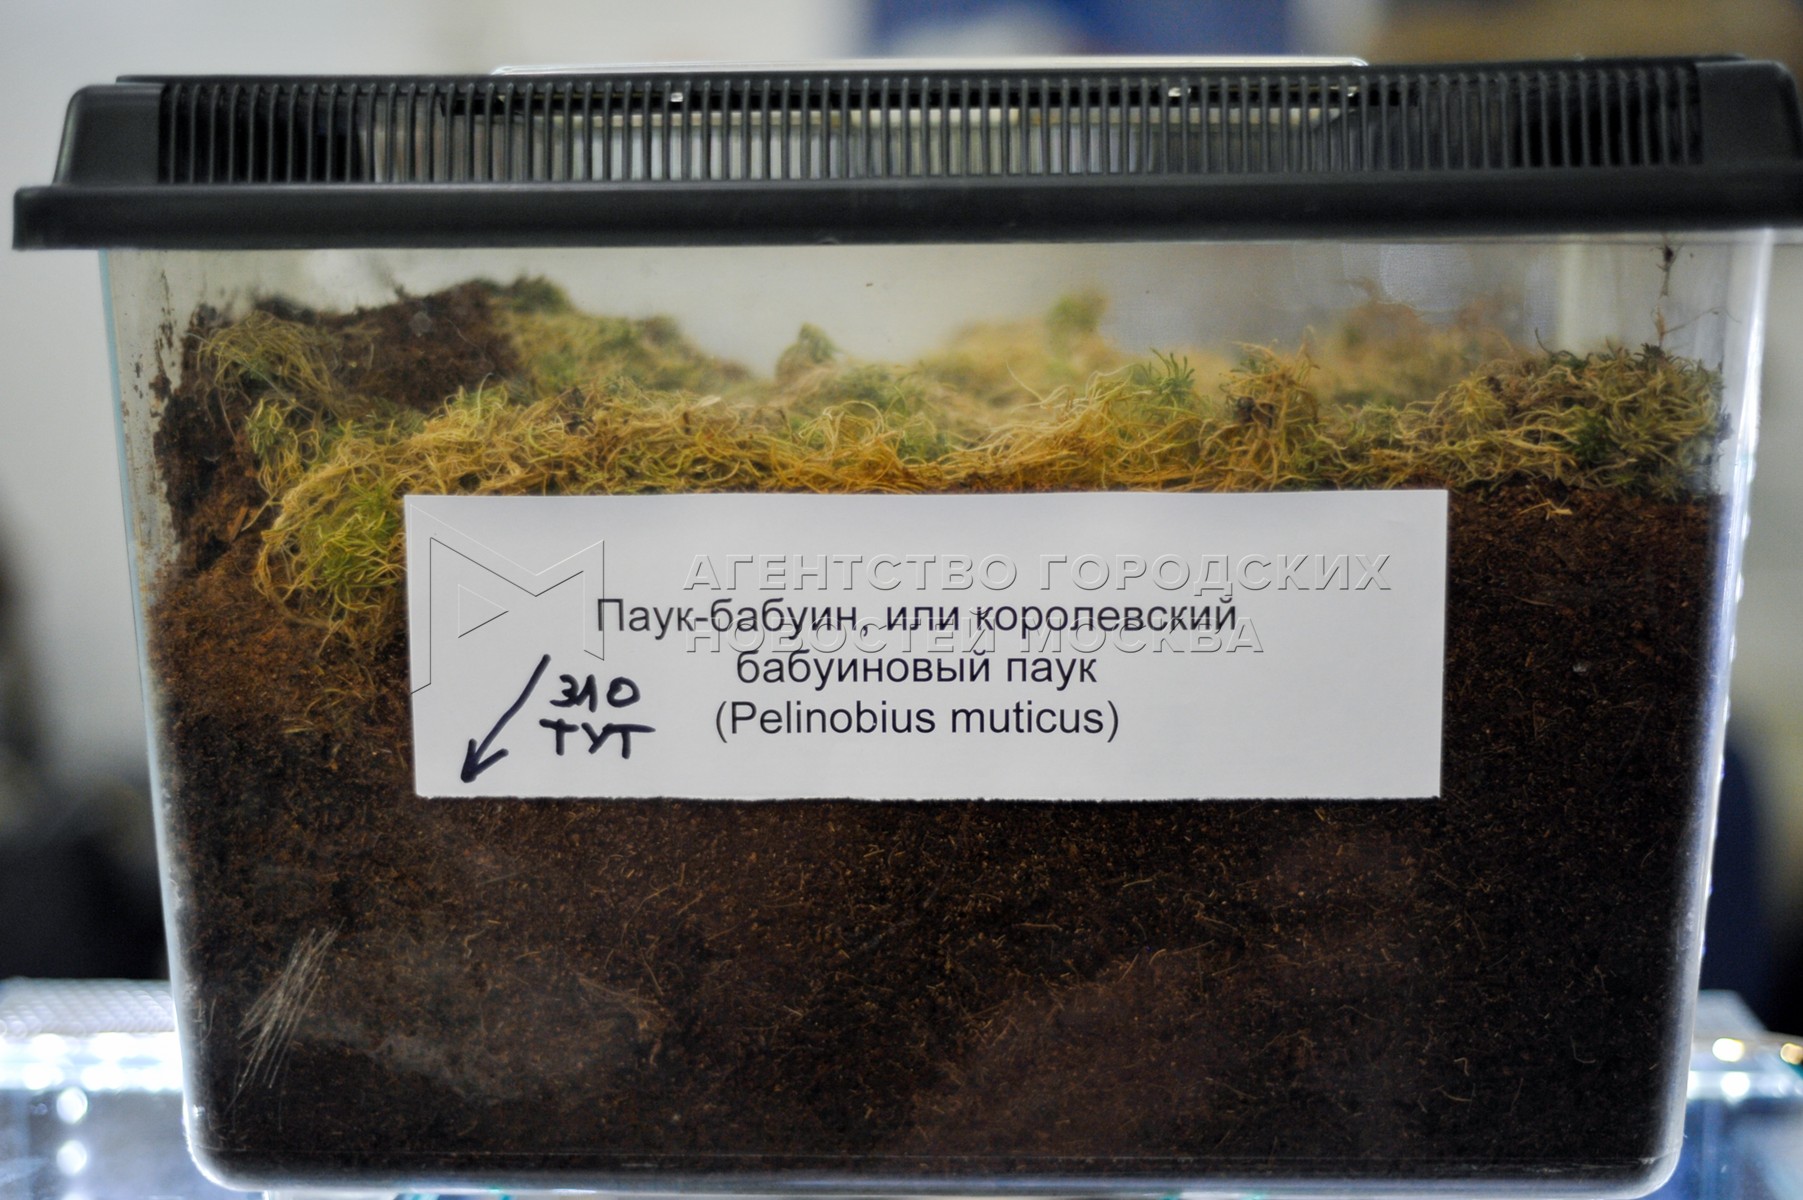 АГЕНТСТВО ГОРОДСКИХ
НОВОСТЕЙ МОСКВА
Паук-бабуин, или королевский
бабуиновый паук
(Pelinobius muticus)
ЗЛО
ТУТ